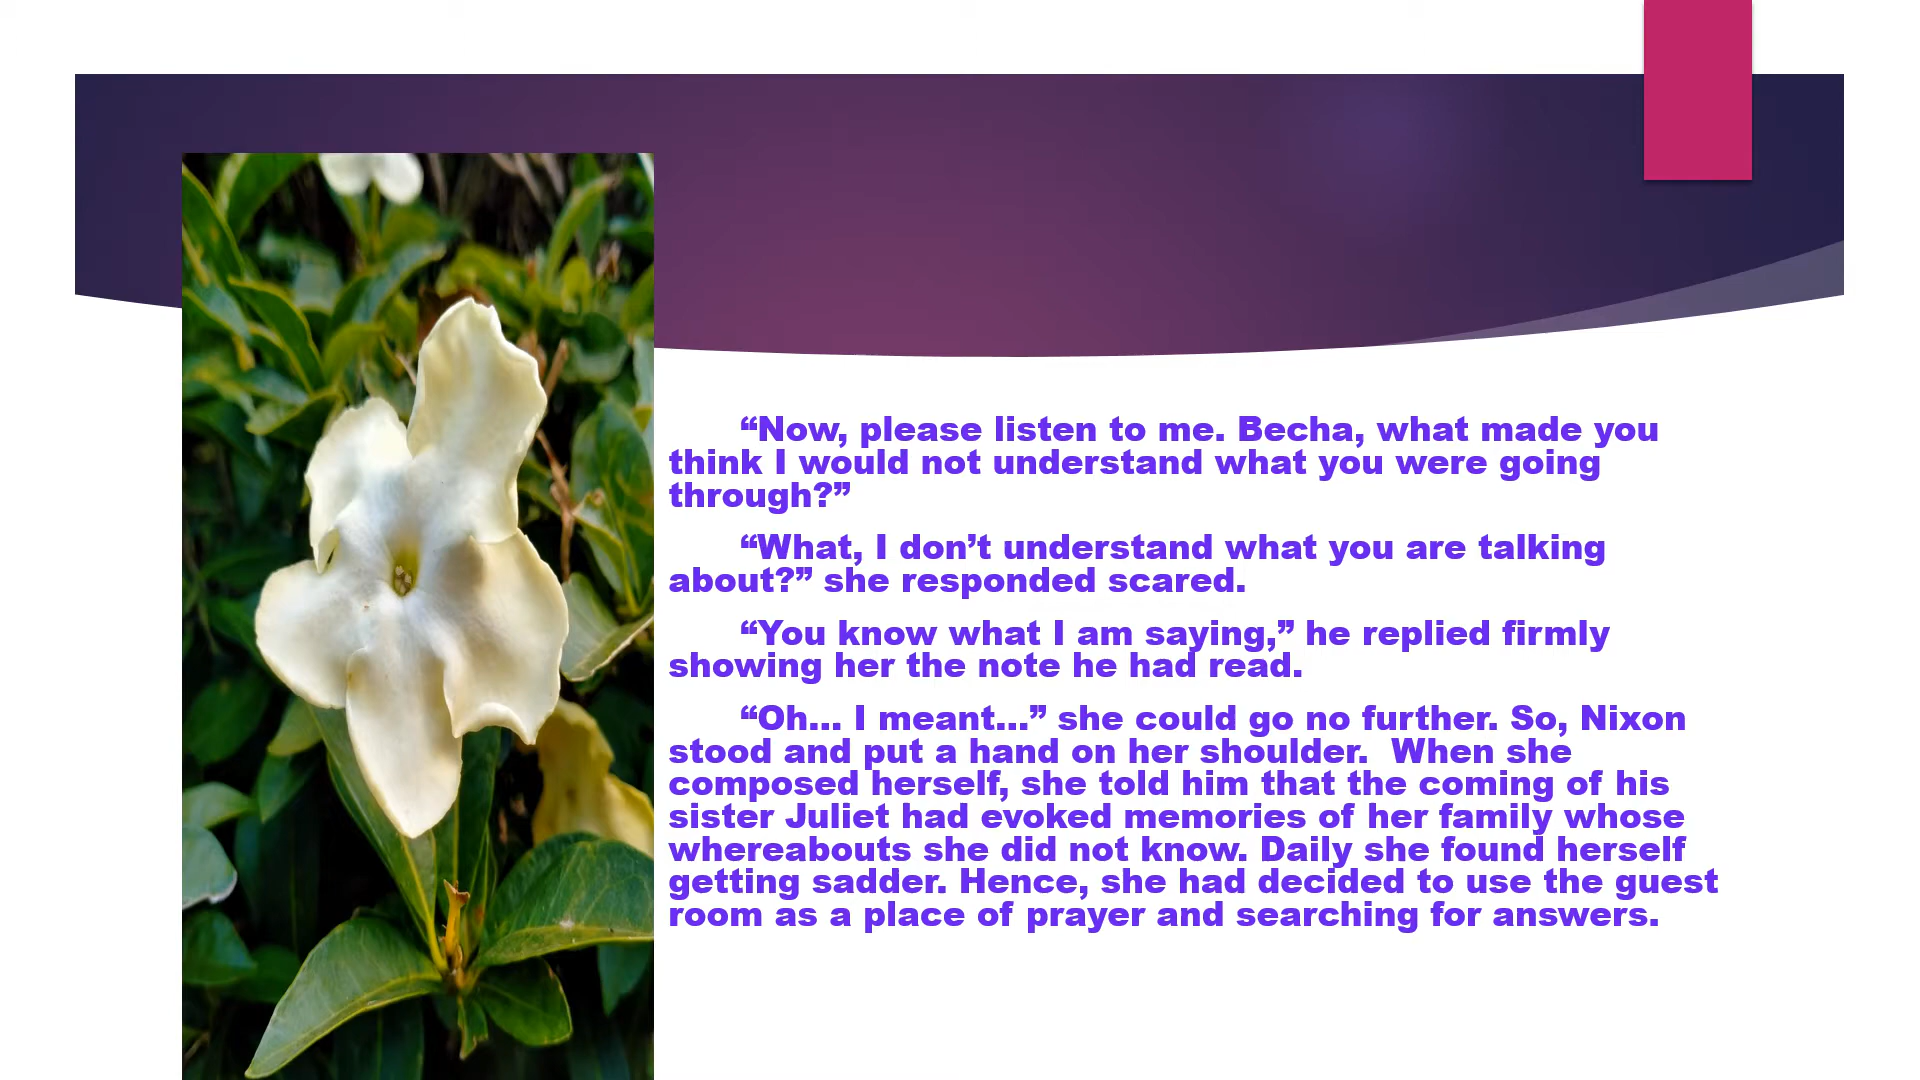 “Now, please listen to me. Becha, what made you
think I would not understand what you were going
through?”
“What, I don’t understand what you are talking
about?” she responded scared.
“You know what I am saying,” he replied firmly
showing her the note he had read.
“Oh… I meant…” she could go no further. So, Nixon
stood and put a hand on her shoulder.  When she
composed herself, she told him that the coming of his
sister Juliet had evoked memories of her family whose
whereabouts she did not know. Daily she found herself
getting sadder. Hence, she had decided to use the guest
room as a place of prayer and searching for answers.